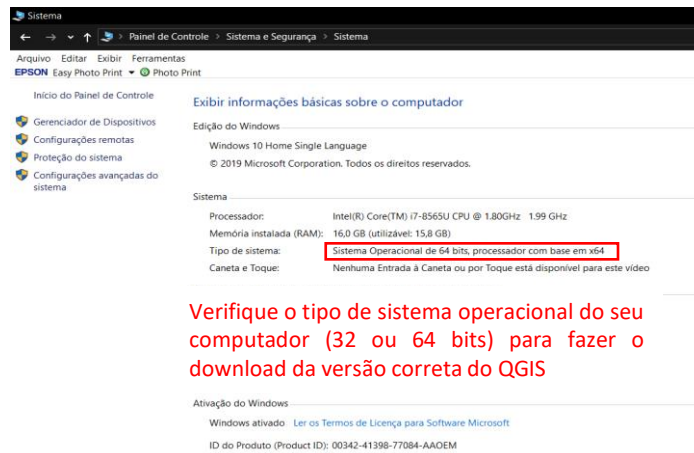 Sistema
Painel de Controle > Sistema e Segurança > Sistema
Arquivo Editar Exibir Ferramentas
EPSON Easy Photo Print Photo Print
Início do Painel de Controle
Gerenciador de Dispositivos
Configurações remotas
Proteção do sistema
Configurações avançadas do
sistema
Exibir informações básicas sobre o computador
Edição do Windows
Windows 10 Home Single Language
© 2019 Microsoft Corporation. Todos os direitos reservados.
Sistema
Processador: Intel(R) Core(TM) i7-8565U CPU @ 1.80GHz 1.99 GHz
Memória instalada (RAM): 16,0 GB (utilizável: 15,8 GB)
Tipo de sistema: Sistema Operacional de 64 bits, processador com base em x64
Caneta e Toque: Nenhuma Entrada à Caneta ou por Toque está disponível para este vídeo
Verifique o tipo de sistema operacional do seu
computador (32 ou 64 bits) para fazer o
download da versão correta do QGIS
Ativação do Windows
Windows ativado Ler os Termos de Licença para Software Microsoft
ID do Produto (Product ID): 00342-41398-77084-AAOEM